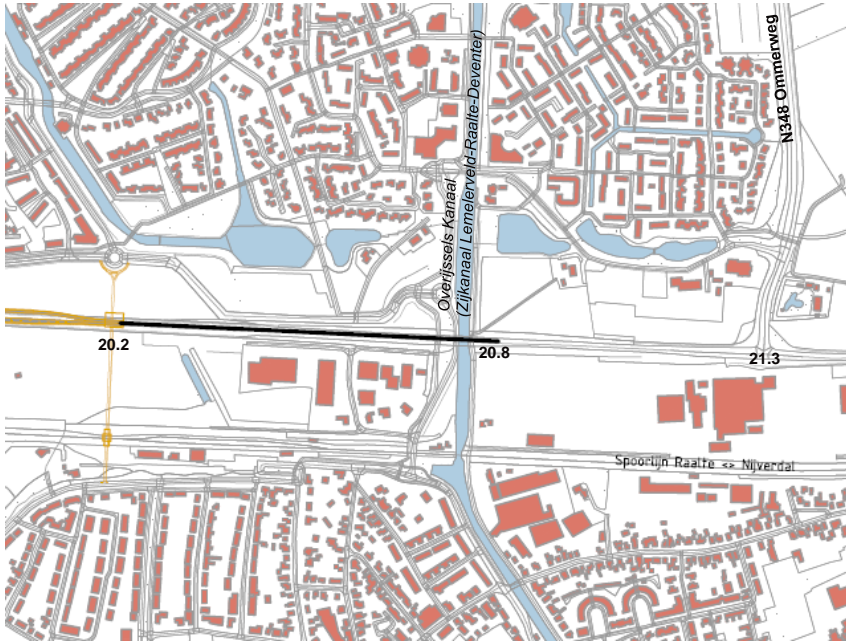 N348 Ommerweg
Overijssels Kanaal
(Zijkanaal Lemelerveld-Raalte-Deventer)
20.2
20.8
21.3
Spoorlijn Raalte <> Nijverdal